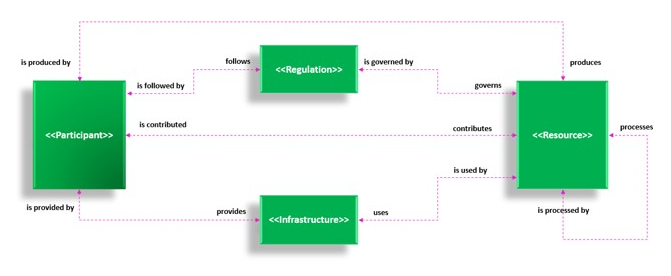 is produced by
produces
follows
<<Regulation>>
is governed by
is followed by
governs
<<Participant>>
is contributed
contributes
<<Resource>>
processes
is used by
is provided by
provides
<<Infrastructure>>
uses
is processed by